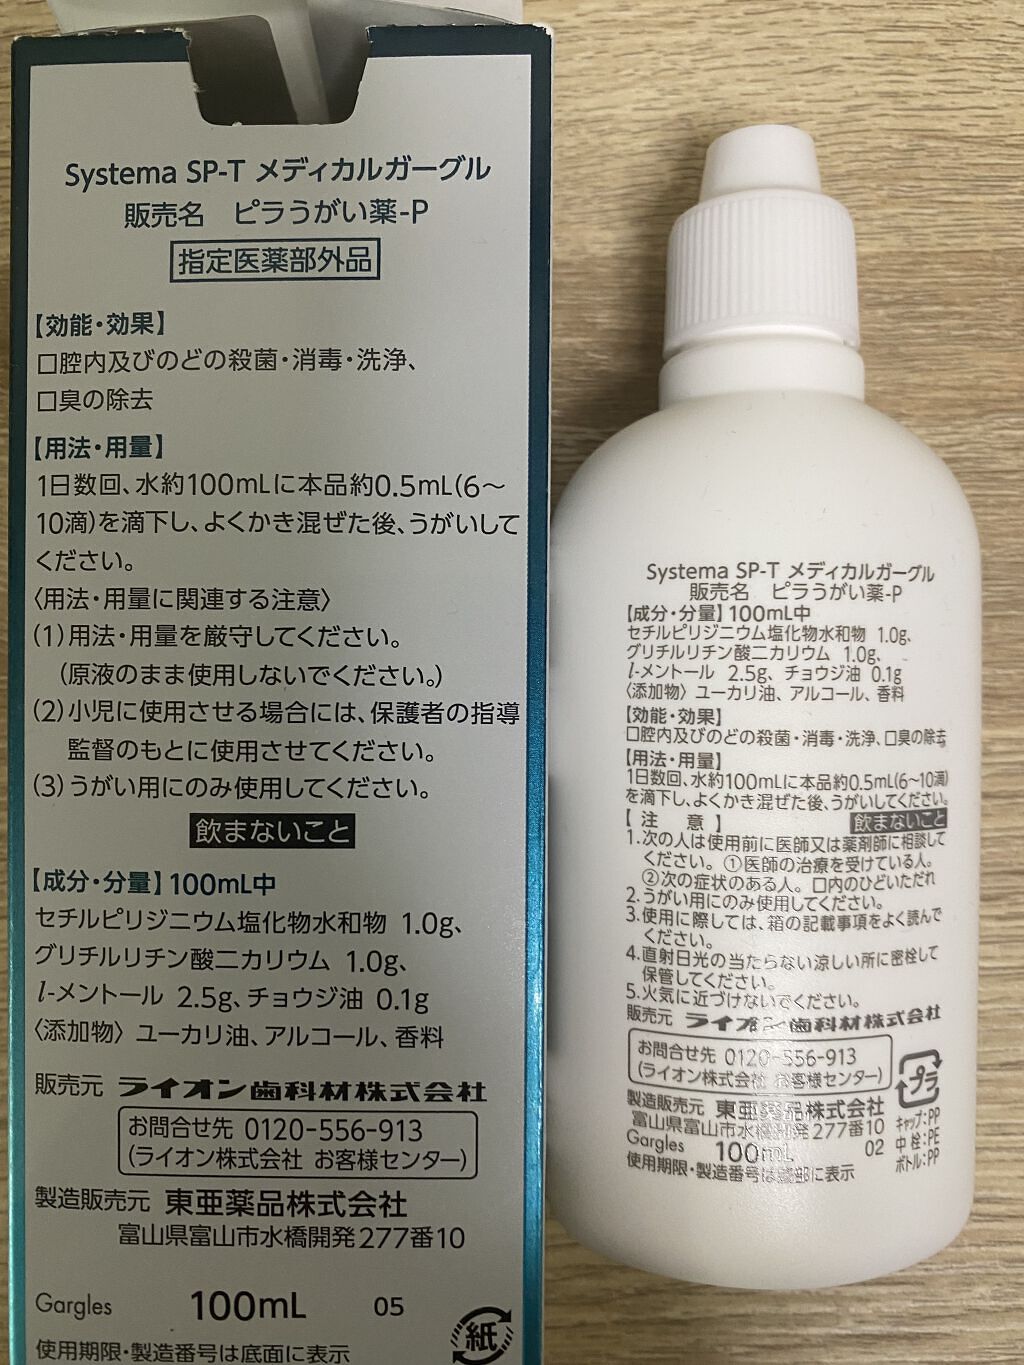 Systema SP-T メディカルガーグル
販売名　ピラうがい薬-P
指定医薬部外品
【効能・効果】
口腔内及びのどの殺菌・消毒・洗浄、
口臭の除去
【用法・用量】
1日数回、水約100mLに本品約0.5mL(6〜
10滴)を滴下し、よくかき混ぜた後、うがいして
ください。
〈用法・用量に関連する注意〉
(1)用法・用量を厳守してください。
(原液のまま使用しないでください。)
(2)小児に使用させる場合には、保護者の指導
監督のもとに使用させてください。
(3)うがい用にのみ使用してください。
飲まないこと
【成分・分量】100mL中
セチルピリジニウム塩化物水和物 1.0g、
グリチルリチン酸二カリウム 1.0g、
l-メントール 2.5g、チョウジ油 0.1g
〈添加物〉ユーカリ油、アルコール、香料
販売元 ライオン歯科材株式会社
お問合せ先 0120-556-913
(ライオン株式会社 お客様センター)
製造販売元 東亜薬品株式会社
富山県富山市水橋開発277番10
Gargles 100mL 05
紙
使用期限・製造番号は底面に表示
Systema SP-T メディカルガーグル
販売名　ピラうがい薬-P
【成分・分量】100mL中
セチルピリジニウム塩化物水和物 1.0g、
グリチルリチン酸二カリウム 1.0g、
l-メントール 2.5g、チョウジ油 0.1g
〈添加物〉ユーカリ油、アルコール、香料
【効能・効果】
口腔内及びのどの殺菌・消毒・洗浄、口臭の除去
【用法・用量】
1日数回、水約100mLに本品約0.5mL(6〜10滴)
を滴下し、よくかき混ぜた後、うがいしてください。
【 注 意 】 飲まないこと
1.次の人は使用前に医師又は薬剤師に相談して
ください。①医師の治療を受けている人。
②次の症状のある人。口内のひどいただれ
2.うがい用にのみ使用してください。
3.使用に際しては、箱の記載事項をよく読んで
ください。
4.直射日光の当たらない涼しい所に密栓して
保管してください。
5.火気に近づけないでください。
販売元 ライオン歯科材株式会社
お問合せ先 0120-556-913
(ライオン株式会社 お客様センター)
プラ
製造販売元 東亜薬品株式会社
富山県富山市水橋開発277番10
キャップ:PP
中 栓:PE
ボトル:PP
Gargles 100mL 02
使用期限・製造番号は底部に表示